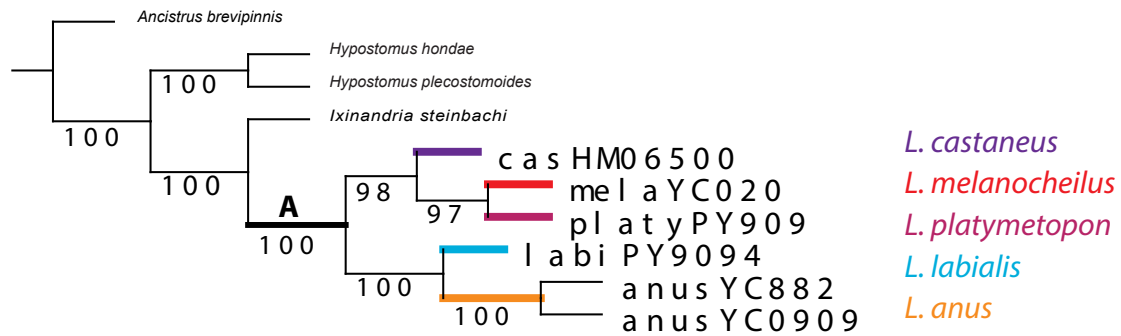 Ancistrus brevipinnis
Hypostomus hondae
100
Hypostomus plecostomoides
100
Ixinandria steinbachi
100
A
100
cas HM06500
98
mela YC020
97
platy PY909
labi PY9094
100
anus YC882
100
anus YC0909
L. castaneus
L. melanocheilus
L. platymetopon
L. labialis
L. anus